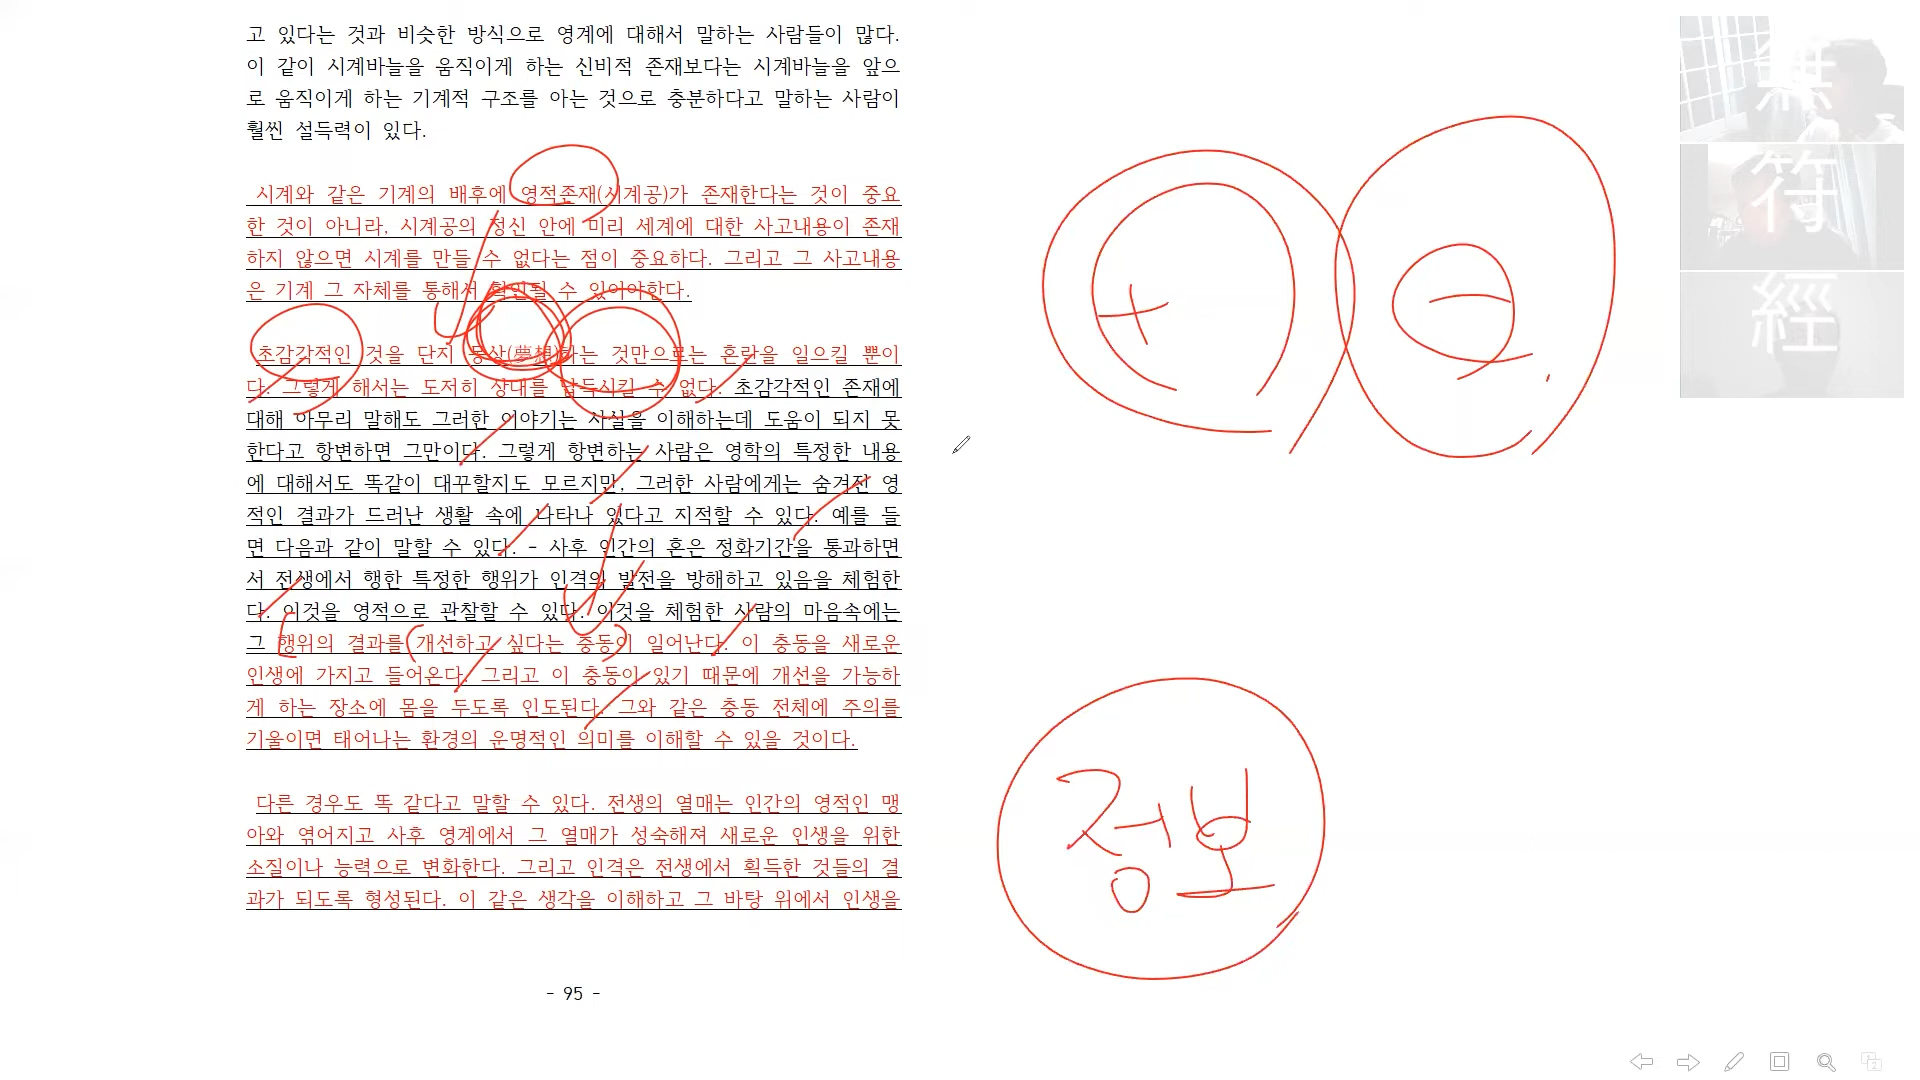 고 있다는 것과 비슷한 방식으로 영계에 대해서 말하는 사람들이 많다.
이 같이 시계바늘을 움직이게 하는 신비적 존재보다는 시계바늘을 앞으
로 움직이게 하는 기계적 구조를 아는 것으로 충분하다고 말하는 사람이
훨씬 설득력이 있다.
시계와 같은 기계의 배후에 영적존재(시계공)가 존재한다는 것이 중요
한 것이 아니라, 시계공의 정신 안에 미리 세계에 대한 사고내용이 존재
하지 않으면 시계를 만들 수 없다는 점이 중요하다. 그리고 그 사고내용
은 기계 그 자체를 통해서 확인될 수 있어야한다.
초감각적인 것을 단지 몽상(夢想)하는 것만으로는 혼란을 일으킬 뿐이
다. 그렇게 해서는 도저히 상대를 납득시킬 수 없다. 초감각적인 존재에
대해 아무리 말해도 그러한 이야기는 사실을 이해하는데 도움이 되지 못
한다고 항변하면 그만이다. 그렇게 항변하는 사람은 영학의 특정한 내용
에 대해서도 똑같이 대꾸할지도 모르지만, 그러한 사람에게는 숨겨진 영
적인 결과가 드러난 생활 속에 나타나 있다고 지적할 수 있다. 예를 들
면 다음과 같이 말할 수 있다. - 사후 인간의 혼은 정화기간을 통과하면
서 전생에서 행한 특정한 행위가 인격의 발전을 방해하고 있음을 체험한
다. 이것을 영적으로 관찰할 수 있다. 이것을 체험한 사람의 마음속에는
그 행위의 결과를 개선하고 싶다는 충동이 일어난다. 이 충동을 새로운
인생에 가지고 들어온다. 그리고 이 충동이 있기 때문에 개선을 가능하
게 하는 장소에 몸을 두도록 인도된다. 그와 같은 충동 전체에 주의를
기울이면 태어나는 환경의 운명적인 의미를 이해할 수 있을 것이다.
다른 경우도 똑 같다고 말할 수 있다. 전생의 열매는 인간의 영적인 맹
아와 엮어지고 사후 영계에서 그 열매가 성숙해져 새로운 인생을 위한
소질이나 능력으로 변화한다. 그리고 인격은 전생에서 획득한 것들의 결
과가 되도록 형성된다. 이 같은 생각을 이해하고 그 바탕 위에서 인생을
- 95 -
+
-
정보
無
符
經